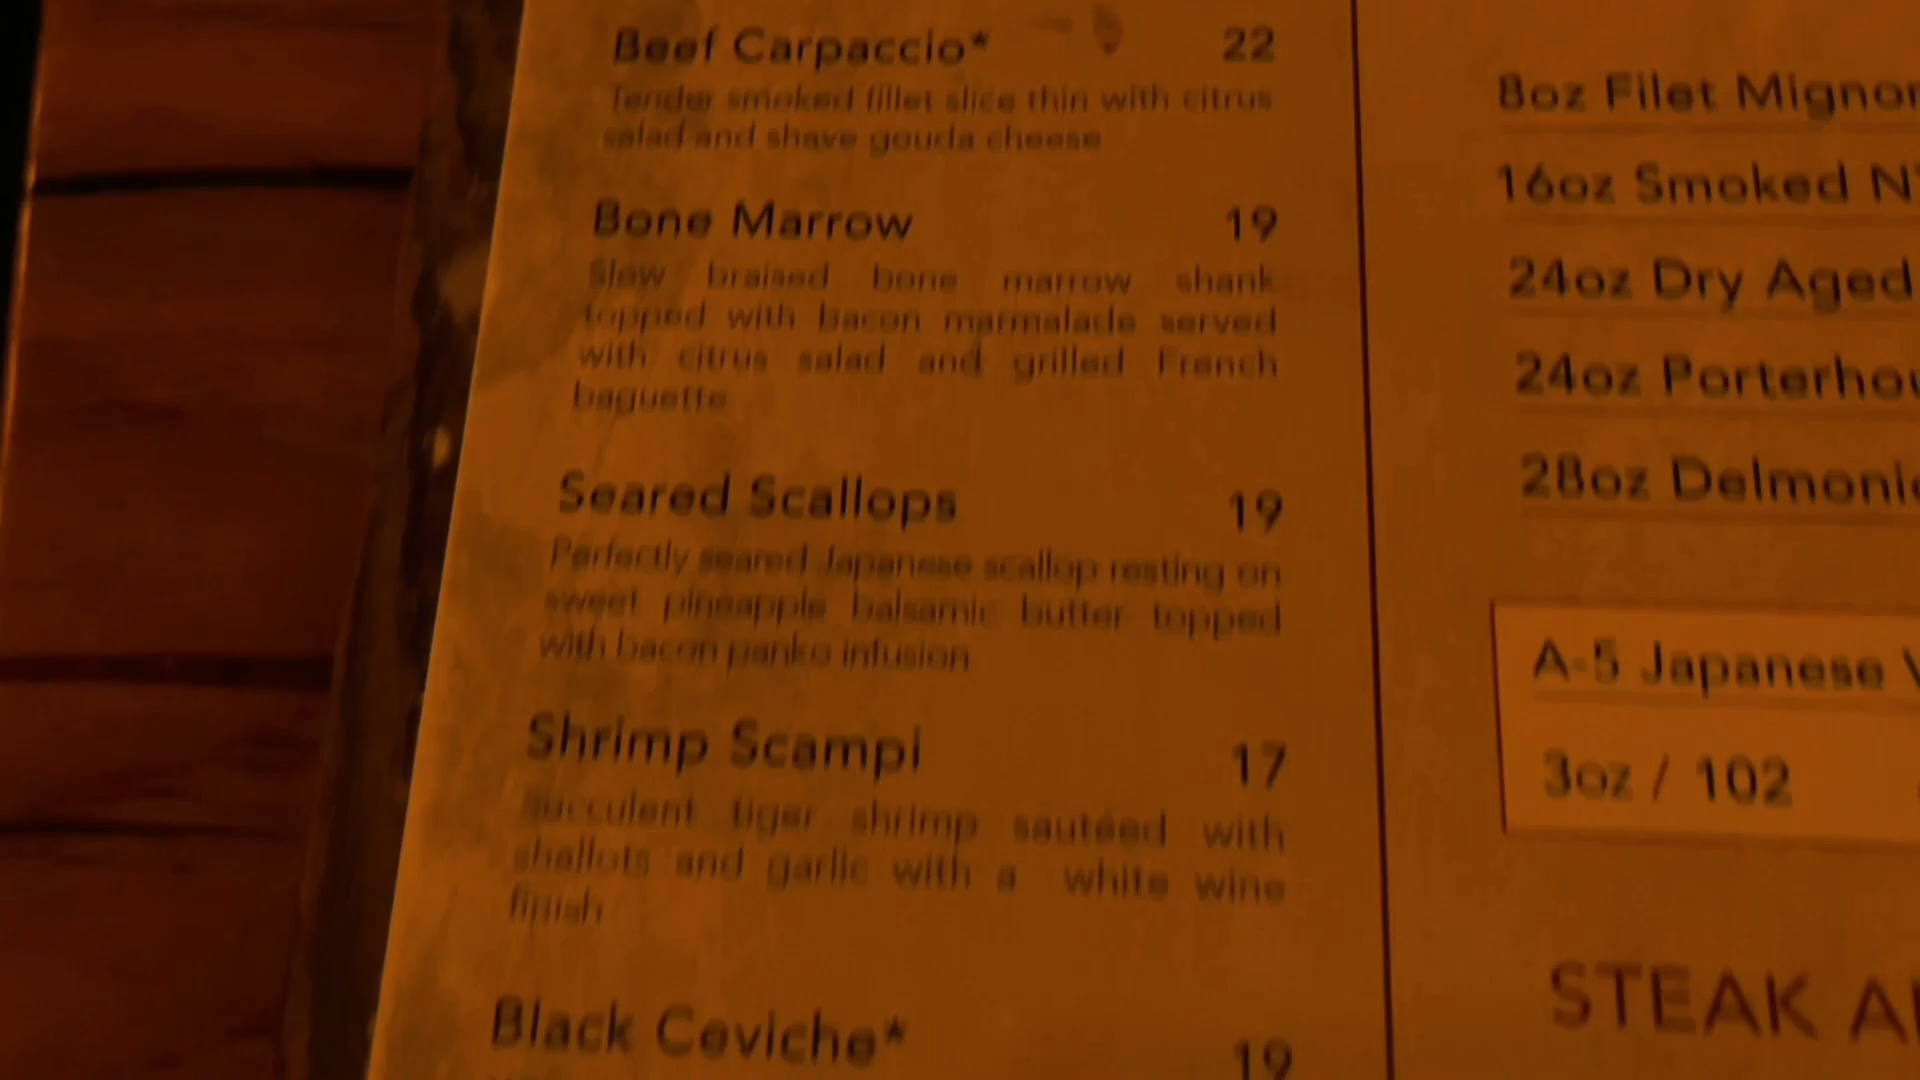 Beef Carpaccio* 22
Tender smoked fillet slice thin with citrus
salad and shave gouda cheese
Bone Marrow 19
Slow braised bone marrow shank
topped with bacon marmalade served
with citrus salad and grilled French
baguette
Seared Scallops 19
Perfectly seared Japanese scallop resting on
sweet pineapple balsamic butter topped
with bacon panko infusion
Shrimp Scampi 17
Succulent tiger shrimp sautéed with
shallots and garlic with a white wine
finish
Black Ceviche* 19
8oz Filet Mignon
16oz Smoked NY
24oz Dry Aged
24oz Porterhou
28oz Delmonic
A-5 Japanese
3oz / 102
STEAK